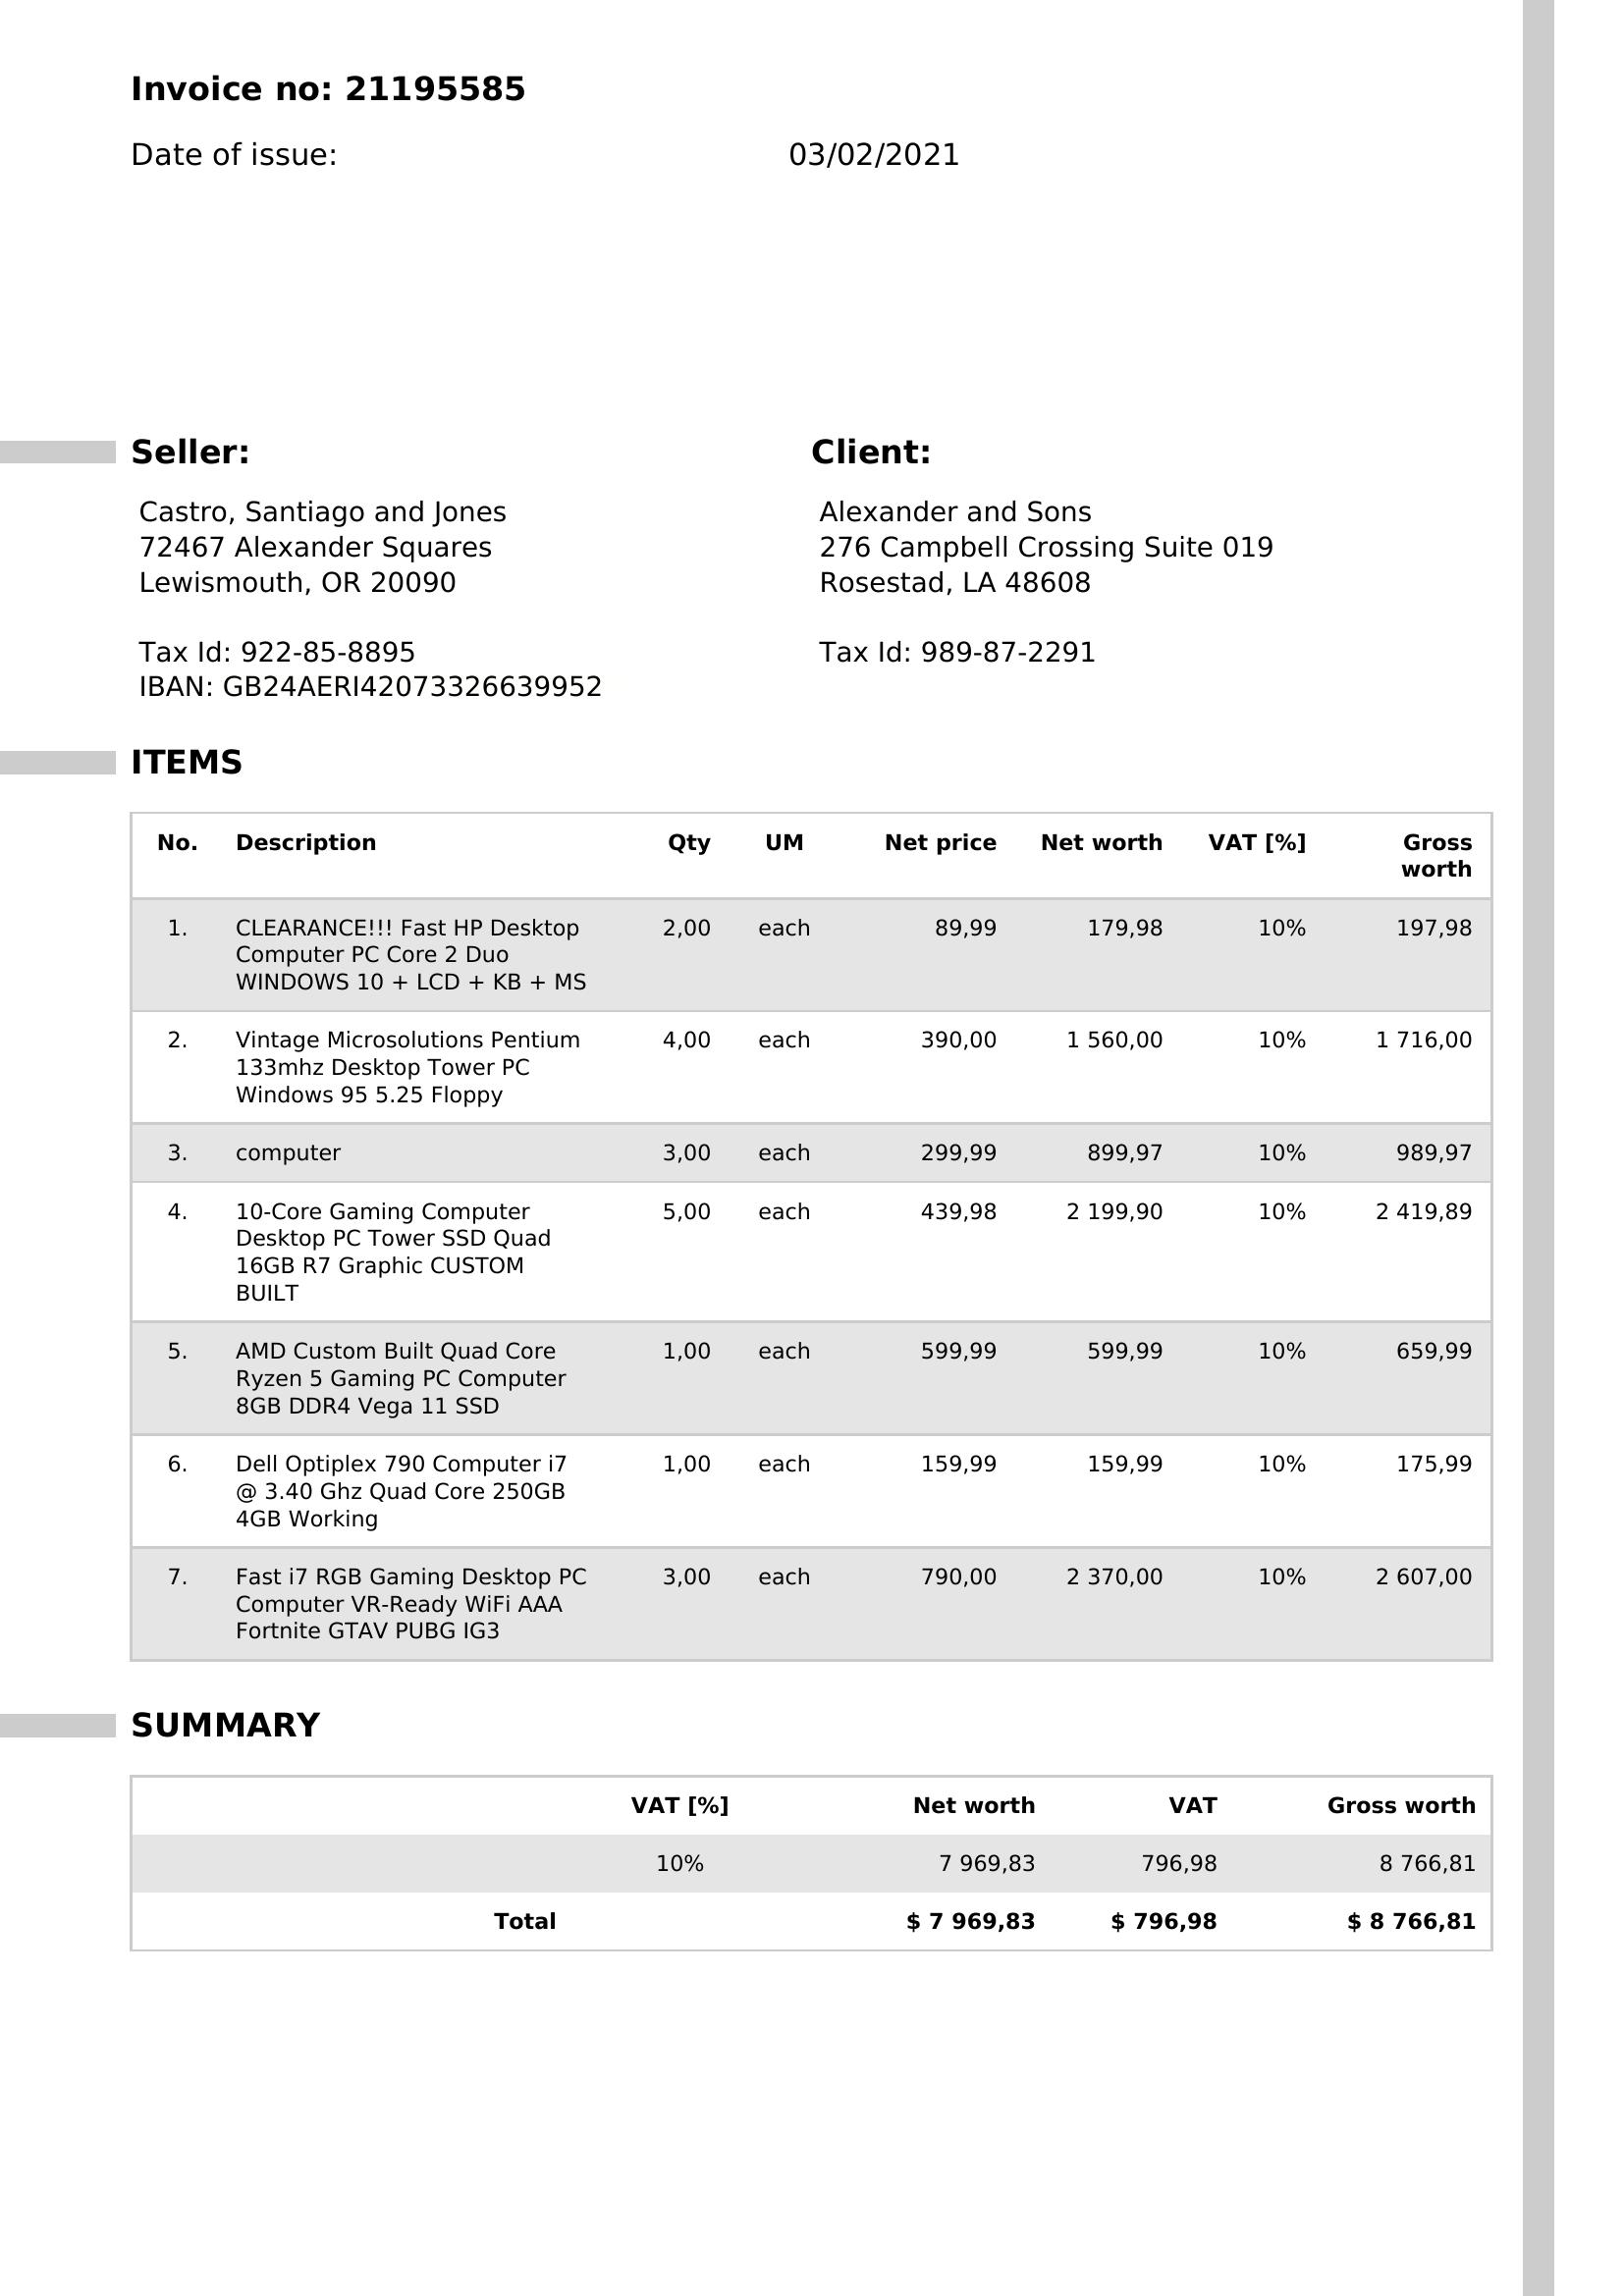 Invoice no: 21195585
Date of issue: 03/02/2021
Seller: Client:
Castro, Santiago and Jones
72467 Alexander Squares
Lewismouth, OR 20090
Tax Id: 922-85-8895
IBAN: GB24AERI42073326639952
Alexander and Sons
276 Campbell Crossing Suite 019
Rosestad, LA 48608
Tax Id: 989-87-2291
ITEMS
No. Description Qty UM Net price Net worth VAT [%] Gross
worth
1. CLEARANCE!!! Fast HP Desktop 2,00 each 89,99 179,98 10% 197,98
Computer PC Core 2 Duo
WINDOWS 10 + LCD + KB + MS
2. Vintage Microsolutions Pentium 4,00 each 390,00 1 560,00 10% 1 716,00
133mhz Desktop Tower PC
Windows 95 5.25 Floppy
3. computer 3,00 each 299,99 899,97 10% 989,97
4. 10-Core Gaming Computer 5,00 each 439,98 2 199,90 10% 2 419,89
Desktop PC Tower SSD Quad
16GB R7 Graphic CUSTOM
BUILT
5. AMD Custom Built Quad Core 1,00 each 599,99 599,99 10% 659,99
Ryzen 5 Gaming PC Computer
8GB DDR4 Vega 11 SSD
6. Dell Optiplex 790 Computer i7 1,00 each 159,99 159,99 10% 175,99
@ 3.40 Ghz Quad Core 250GB
4GB Working
7. Fast i7 RGB Gaming Desktop PC 3,00 each 790,00 2 370,00 10% 2 607,00
Computer VR-Ready WiFi AAA
Fortnite GTAV PUBG IG3
SUMMARY
VAT [%] Net worth VAT Gross worth
10% 7 969,83 796,98 8 766,81
Total $ 7 969,83 $ 796,98 $ 8 766,81